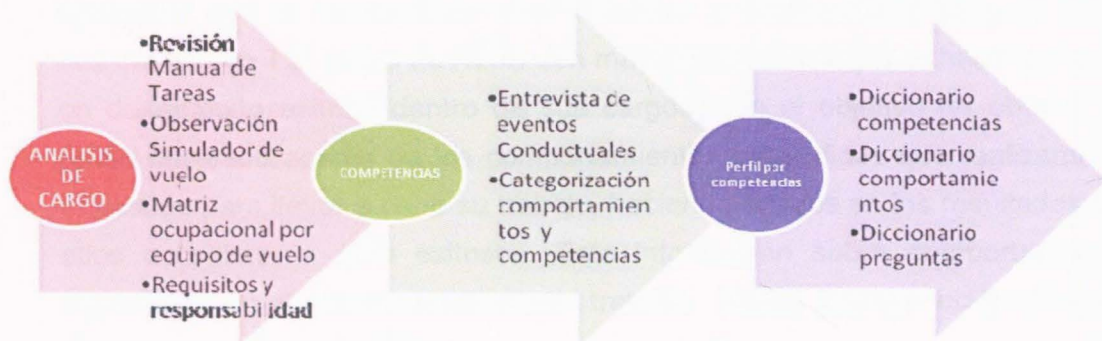 ANALISIS
DE
CARGO
•Revisión
Manual de
Tareas
•Observación
Simulador de
vuelo
•Matriz
ocupacional por
equipo de vuelo
•Requisitos y
responsabilidad
COMPETENCIAS
•Entrevista de
eventos
Conductuales
•Categorización
comportamien
tos y
competencias
Perfil por
competencias
•Diccionario
competencias
•Diccionario
comportamie
ntos
•Diccionario
preguntas